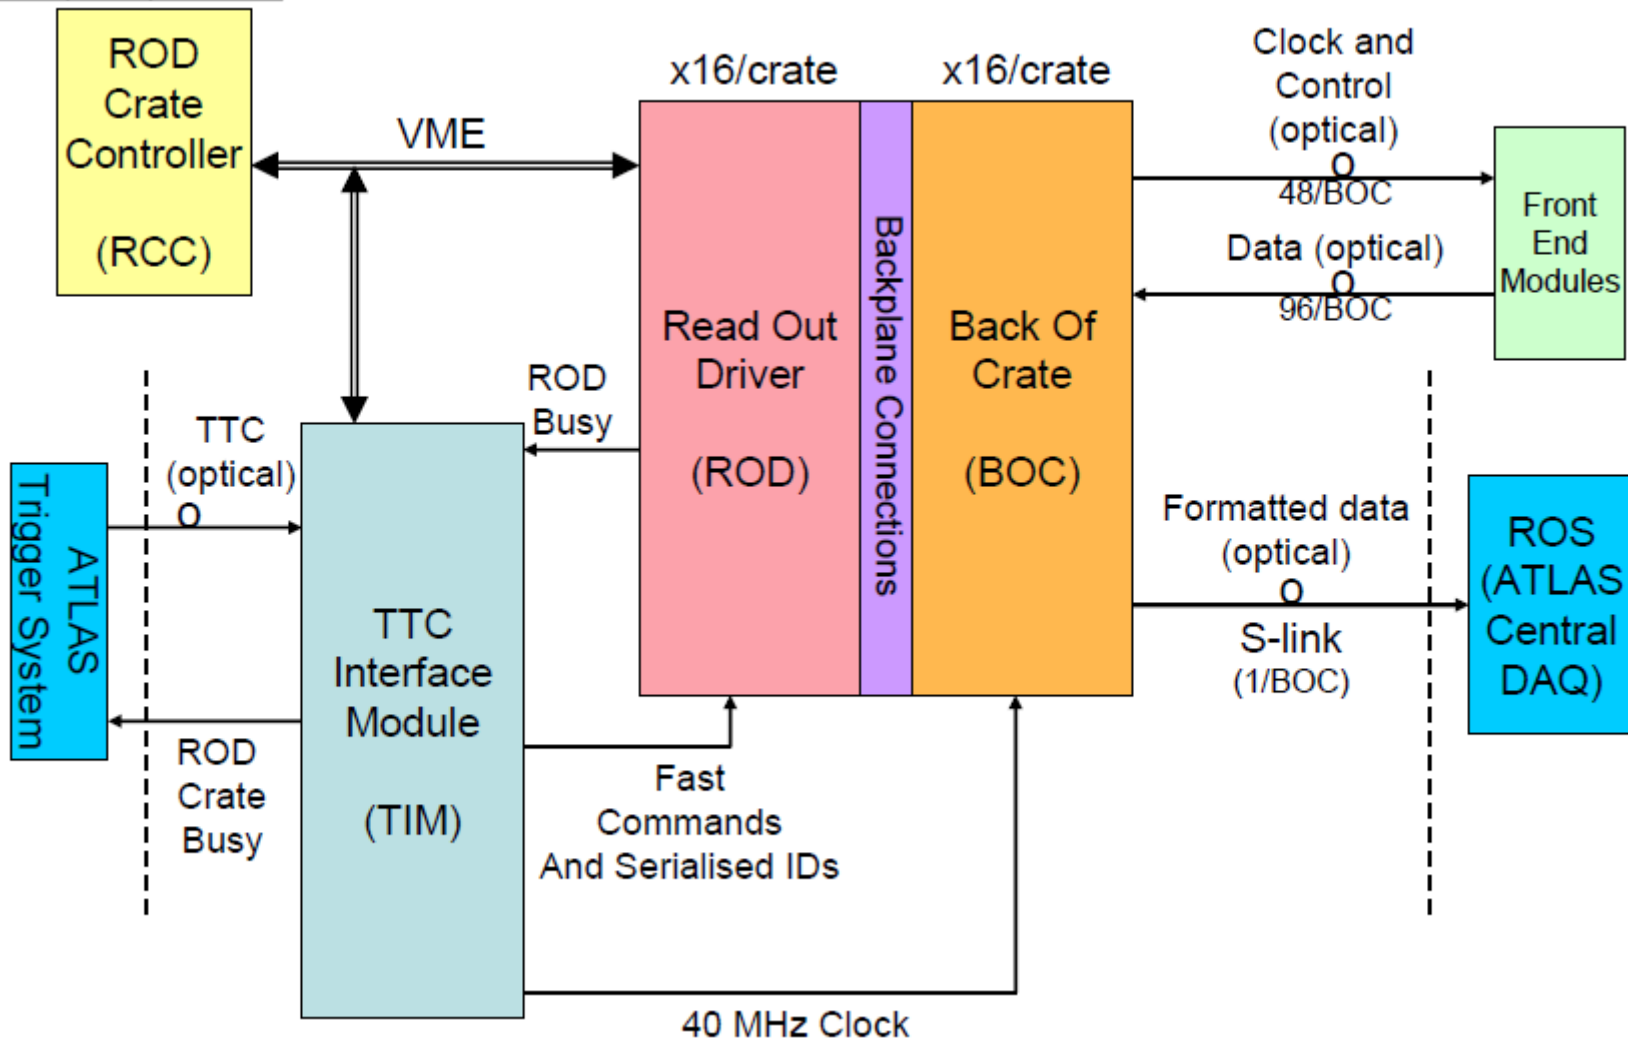 ROD
Crate
Controller
(RCC)
VME
x16/crate
x16/crate
Clock and
Control
(optical)
O
48/BOC
Data (optical)
O
96/BOC
Front
End
Modules
Read Out
Driver
(ROD)
Backplane Connections
Back Of
Crate
(BOC)
ROD
Busy
TTC
(optical)
O
ATLAS
Trigger System
TTC
Interface
Module
(TIM)
ROD
Crate
Busy
Fast
Commands
And Serialised IDs
40 MHz Clock
Formatted data
(optical)
O
S-link
(1/BOC)
ROS
(ATLAS
Central
DAQ)